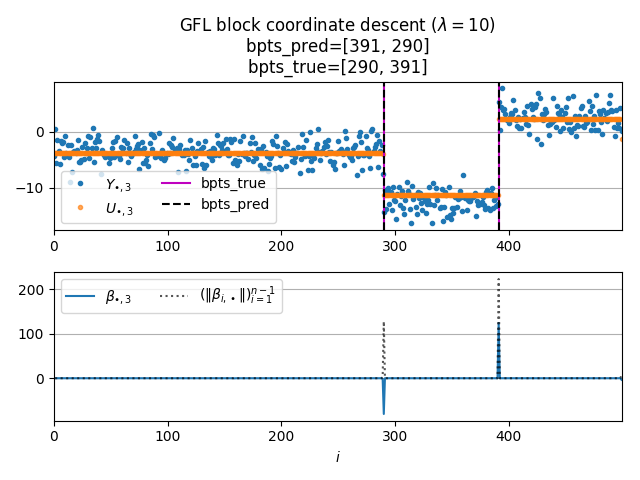 GFL block coordinate descent (λ = 10)
bpts_pred=[391, 290]
bpts_true=[290, 391]
0
−10
Y•,3
bpts_true
U•,3
bpts_pred
0 100 200 300 400
200
100
0
β•,3
(‖βi,•‖)ⁿ⁻¹ᵢ₌₁
0 100 200 300 400
i